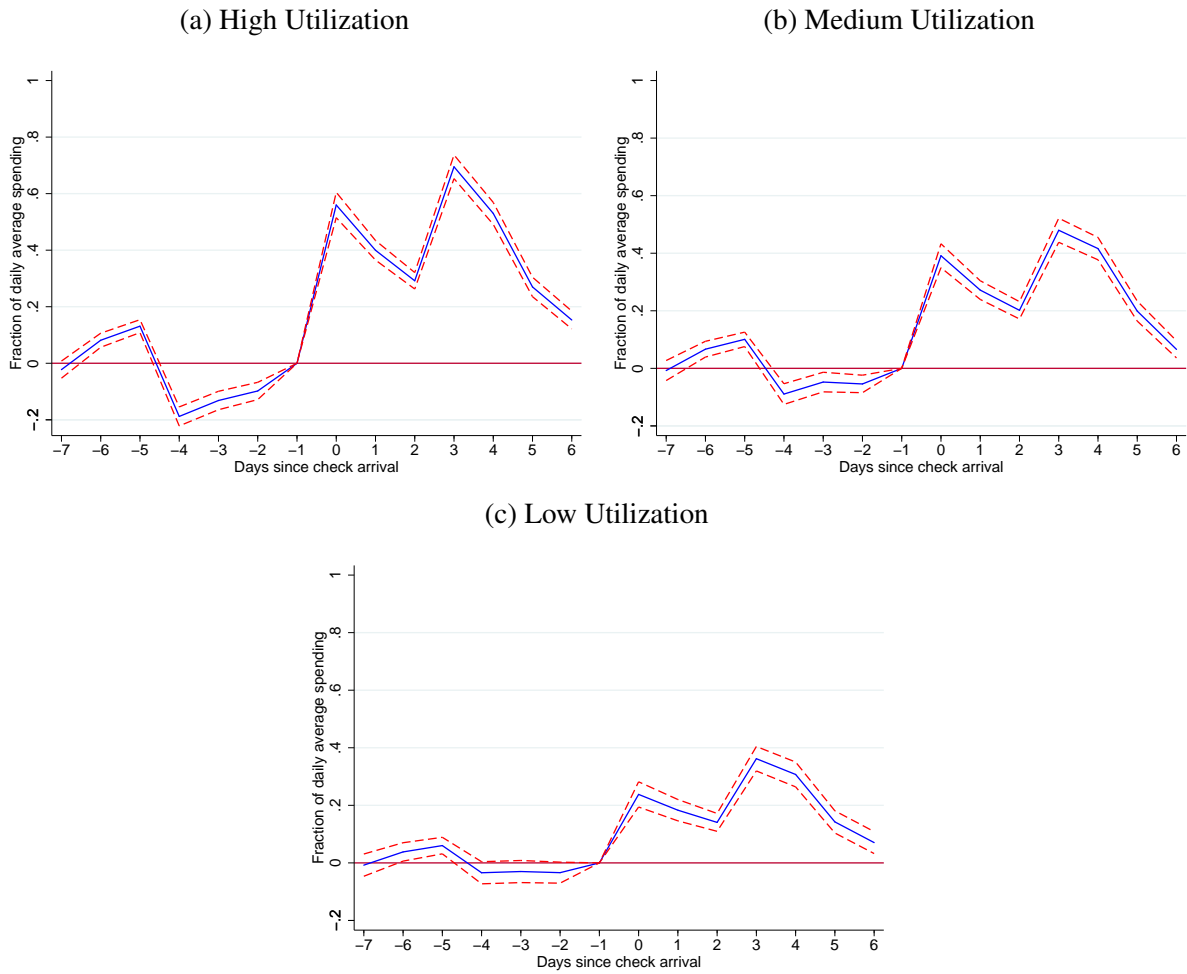 (a) High Utilization
Fraction of daily average spending
1
.8
.6
.4
.2
0
-.2
−7 −6 −5 −4 −3 −2 −1 0 1 2 3 4 5 6
Days since check arrival
(b) Medium Utilization
Fraction of daily average spending
1
.8
.6
.4
.2
0
-.2
−7 −6 −5 −4 −3 −2 −1 0 1 2 3 4 5 6
Days since check arrival
(c) Low Utilization
Fraction of daily average spending
1
.8
.6
.4
.2
0
-.2
−7 −6 −5 −4 −3 −2 −1 0 1 2 3 4 5 6
Days since check arrival